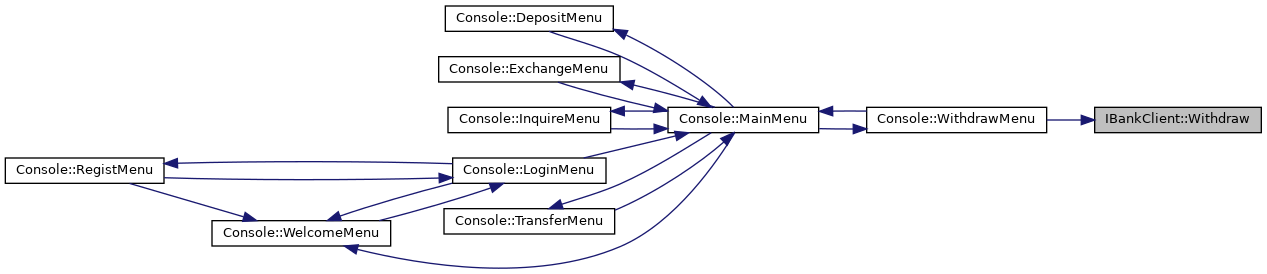 Console::DepositMenu
Console::ExchangeMenu
Console::InquireMenu
Console::MainMenu
Console::WithdrawMenu
IBankClient::Withdraw
Console::RegistMenu
Console::LoginMenu
Console::TransferMenu
Console::WelcomeMenu